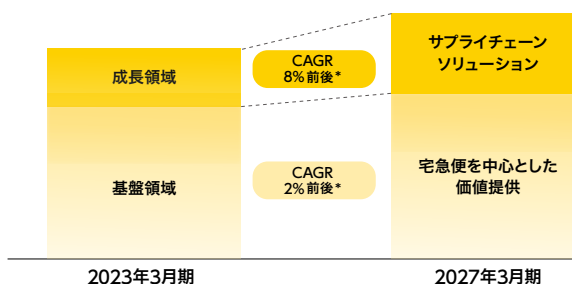 成長領域
CAGR
8%前後*
サプライチェーン
ソリューション
基盤領域
CAGR
2%前後*
宅急便を中心とした
価値提供
2023年3月期
2027年3月期